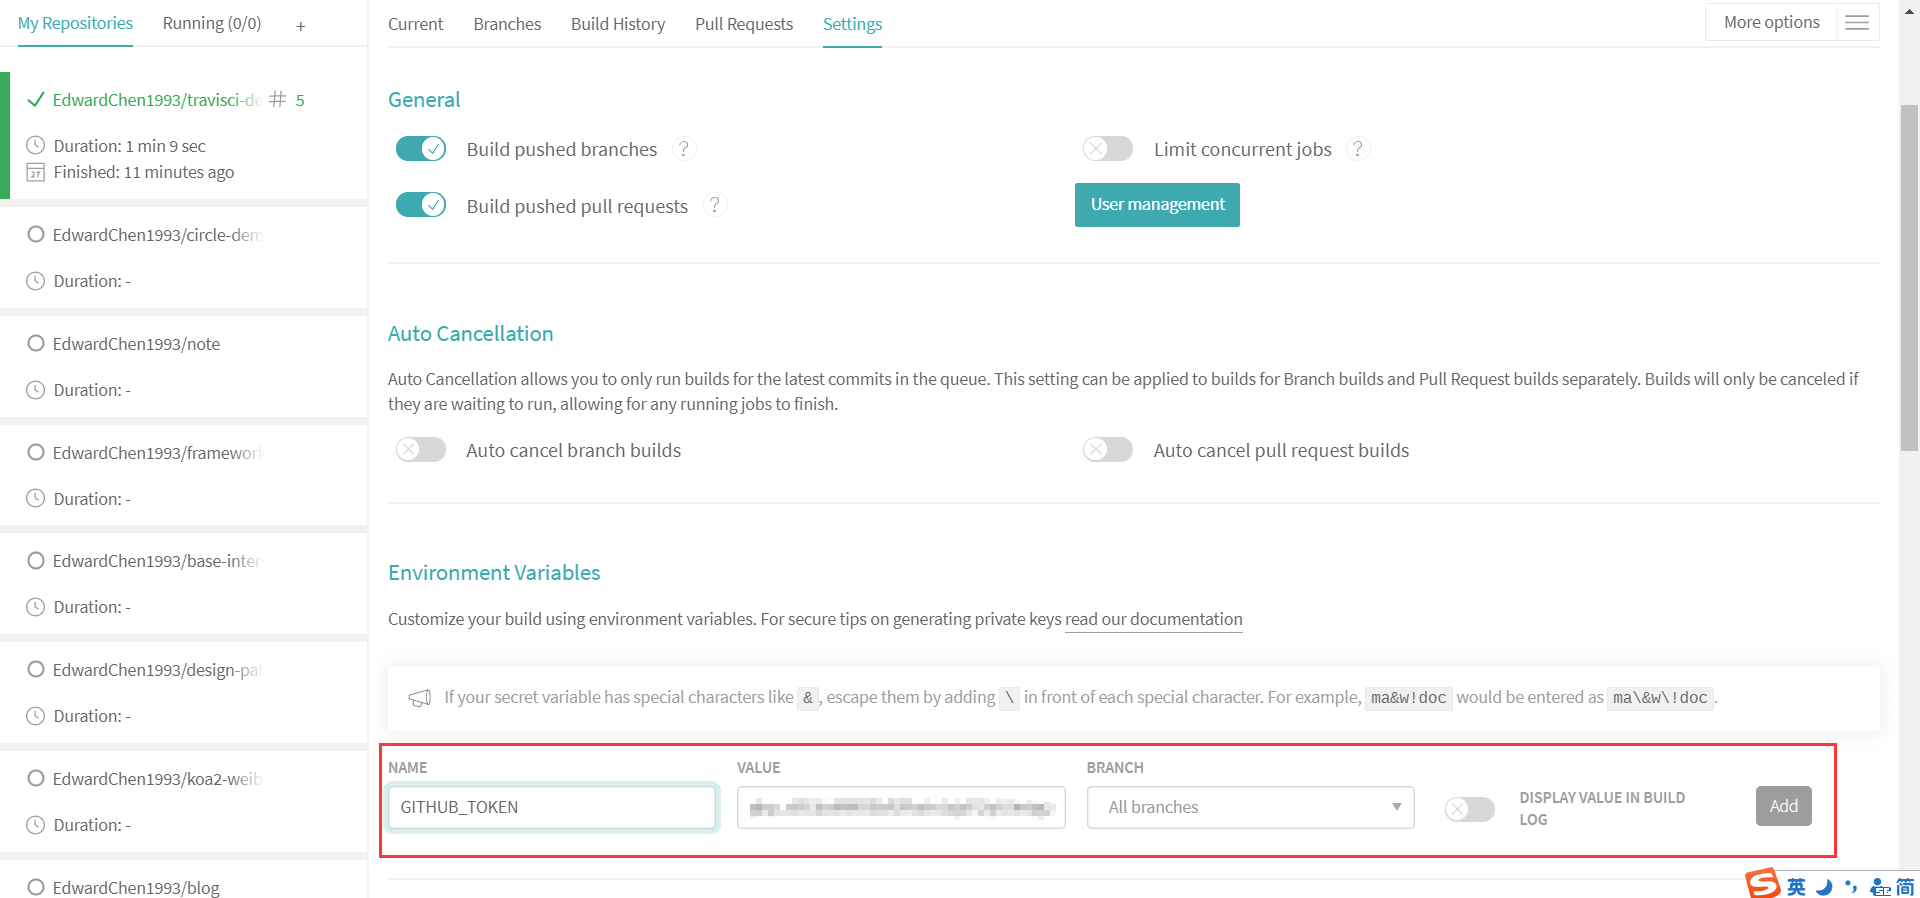 My Repositories
Running (0/0)
+
EdwardChen1993/travisci-de
# 5
Duration: 1 min 9 sec
27
Finished: 11 minutes ago
EdwardChen1993/circle-dem
Duration: -
EdwardChen1993/note
Duration: -
EdwardChen1993/framework
Duration: -
EdwardChen1993/base-inter
Duration: -
EdwardChen1993/design-pat
Duration: -
EdwardChen1993/koa2-weib
Duration: -
EdwardChen1993/blog
Current
Branches
Build History
Pull Requests
Settings
More options
General
Build pushed branches ?
Limit concurrent jobs ?
Build pushed pull requests ?
User management
Auto Cancellation
Auto Cancellation allows you to only run builds for the latest commits in the queue. This setting can be applied to builds for Branch builds and Pull Request builds separately. Builds will only be canceled if
they are waiting to run, allowing for any running jobs to finish.
Auto cancel branch builds
Auto cancel pull request builds
Environment Variables
Customize your build using environment variables. For secure tips on generating private keys read our documentation
If your secret variable has special characters like & , escape them by adding \ in front of each special character. For example, ma&w!doc would be entered as ma\&w\!doc .
NAME
VALUE
BRANCH
GITHUB_TOKEN
All branches
DISPLAY VALUE IN BUILD
LOG
Add
S 英 简